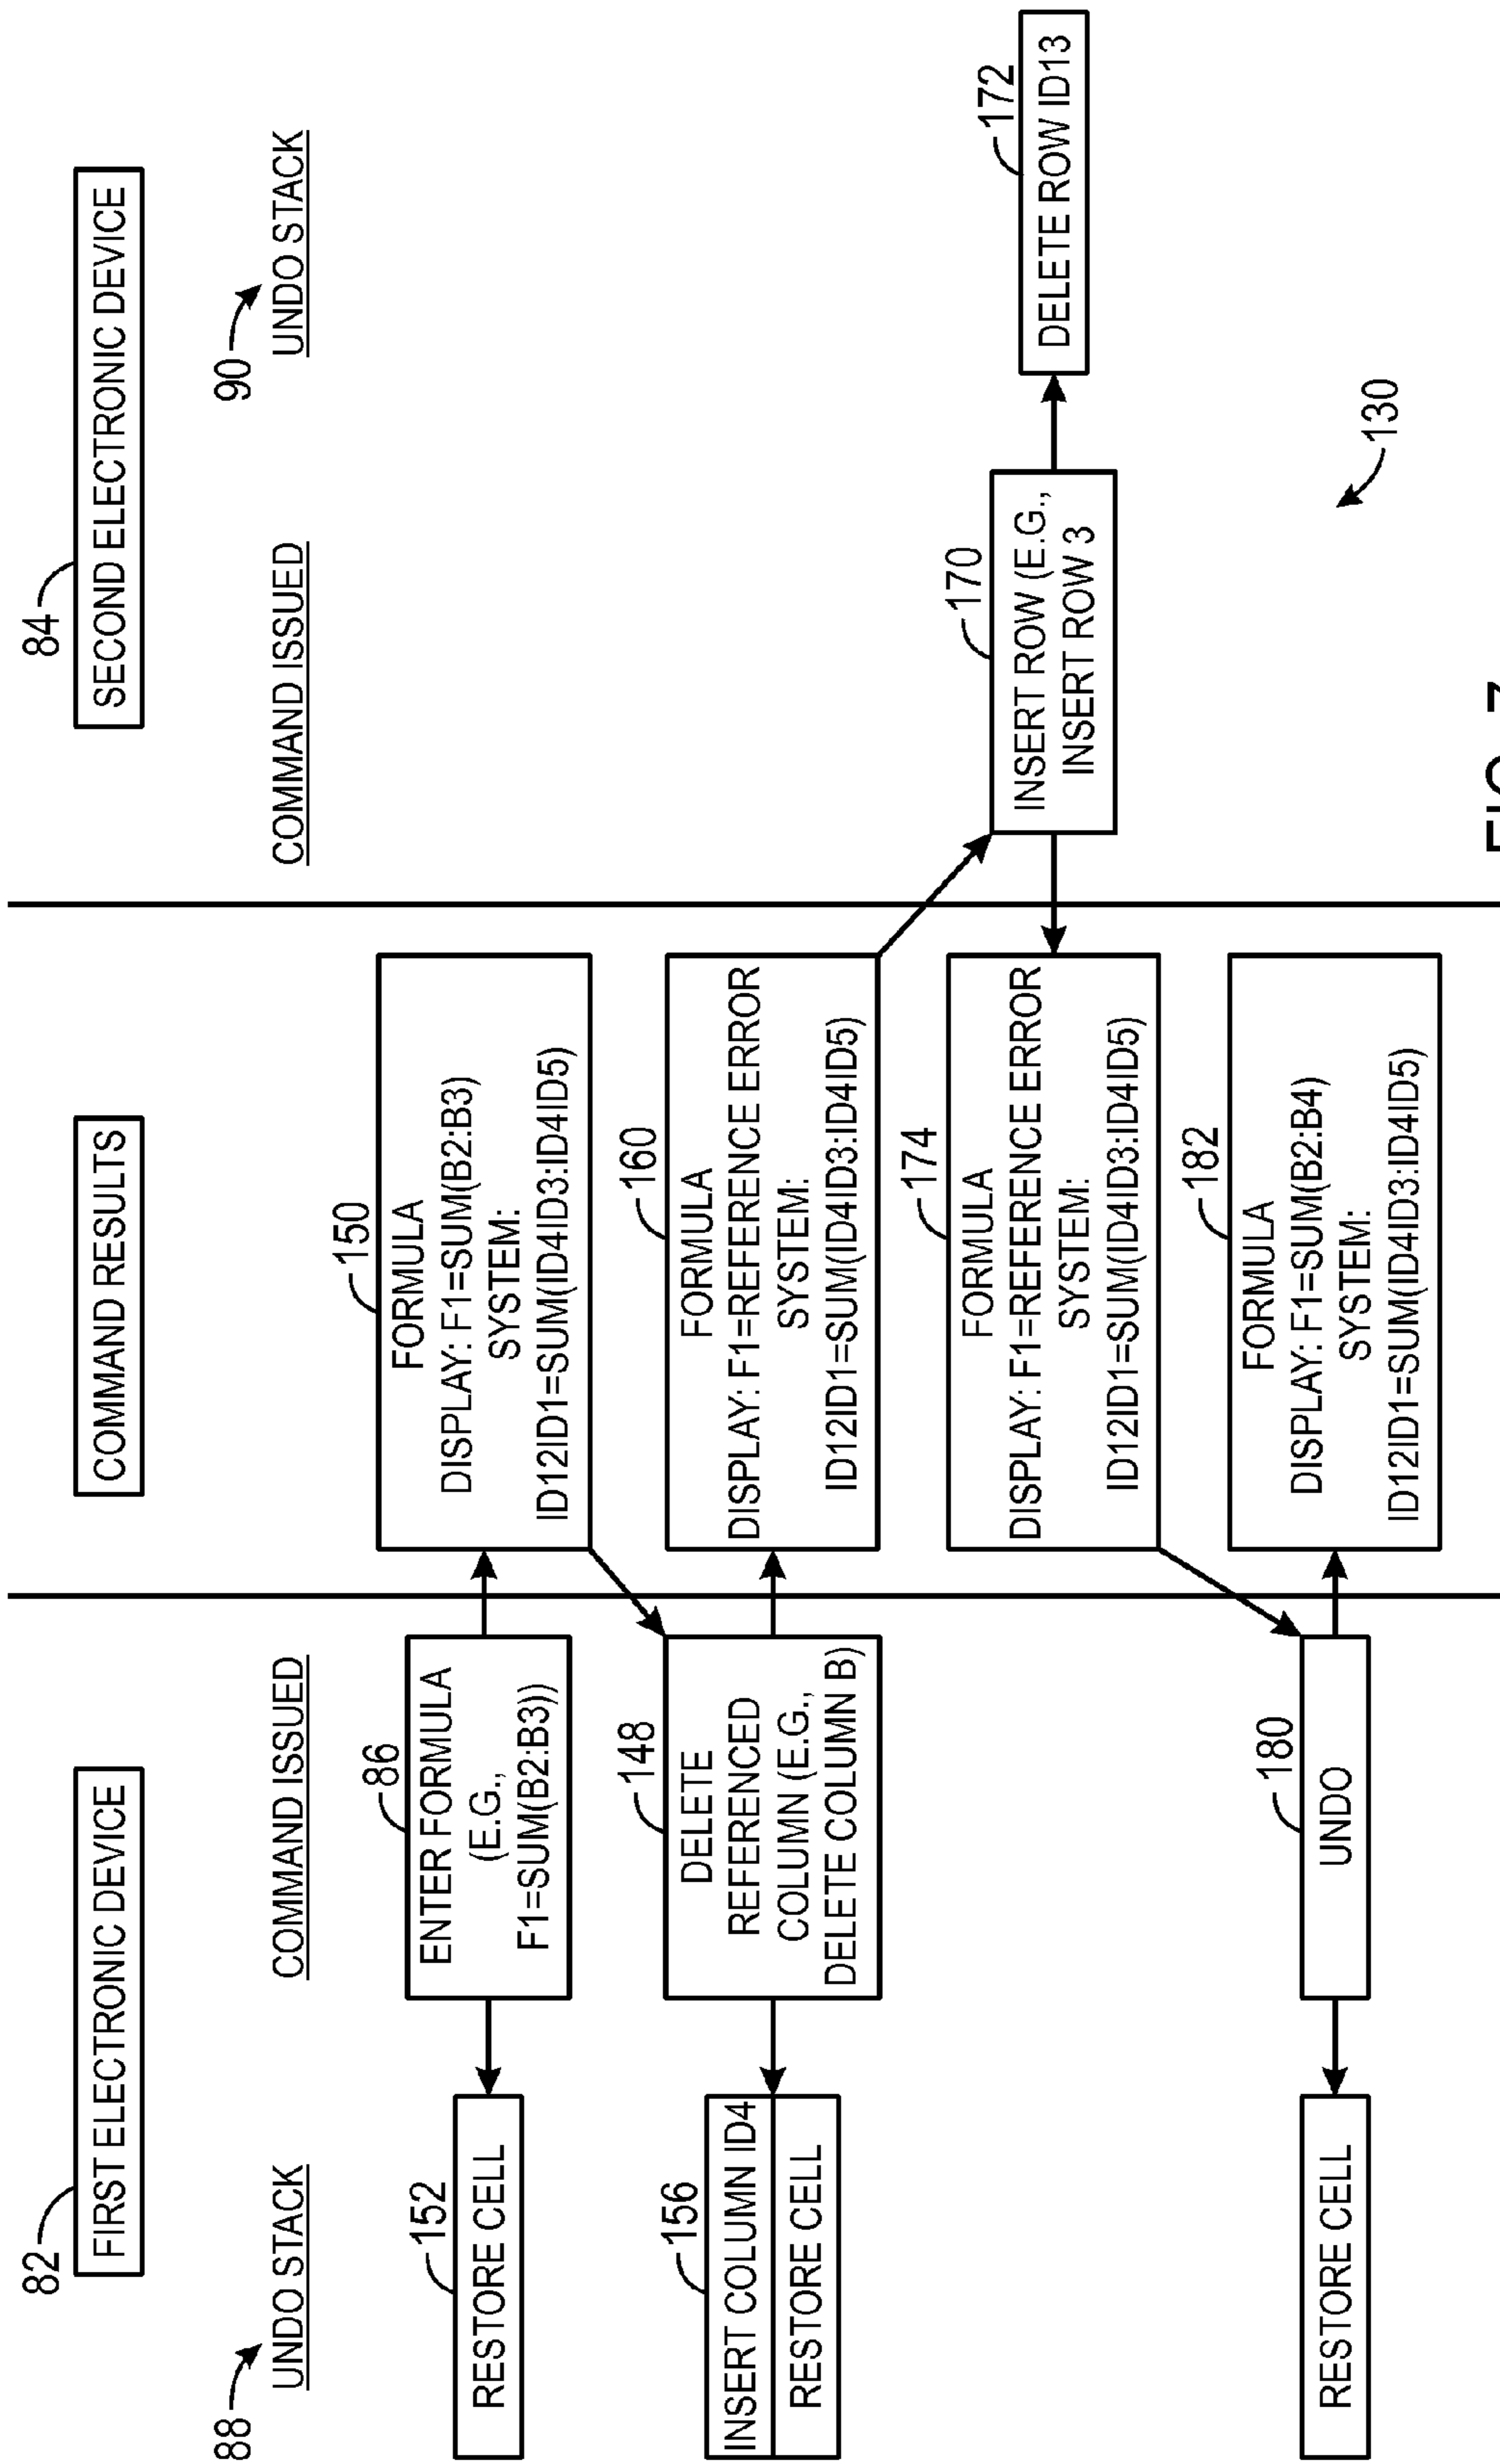 82
FIRST ELECTRONIC DEVICE
COMMAND RESULTS
84
SECOND ELECTRONIC DEVICE
88
UNDO STACK
COMMAND ISSUED
COMMAND ISSUED
90
UNDO STACK
152
RESTORE CELL
86
ENTER FORMULA
(E.G.,
F1=SUM(B2:B3))
150
FORMULA
DISPLAY: F1=SUM(B2:B3)
SYSTEM:
ID12ID1=SUM(ID4ID3:ID4ID5)
156
INSERT COLUMN ID4
RESTORE CELL
148
DELETE
REFERENCED
COLUMN (E.G.,
DELETE COLUMN B)
160
FORMULA
DISPLAY: F1=REFERENCE ERROR
SYSTEM:
ID12ID1=SUM(ID4ID3:ID4ID5)
170
INSERT ROW (E.G.,
INSERT ROW 3
172
DELETE ROW ID13
174
FORMULA
DISPLAY: F1=REFERENCE ERROR
SYSTEM:
ID12ID1=SUM(ID4ID3:ID4ID5)
RESTORE CELL
180
UNDO
182
FORMULA
DISPLAY: F1=SUM(B2:B4)
SYSTEM:
ID12ID1=SUM(ID4ID3:ID4ID5)
130
FIG. 7